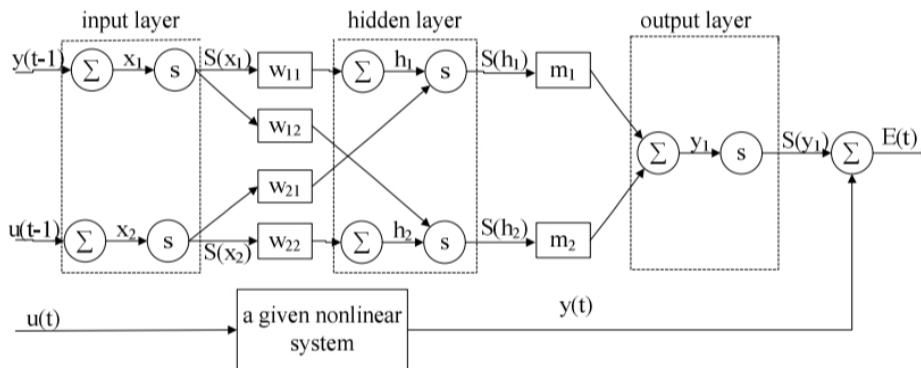 input layer
hidden layer
output layer
y(t-1)
Σ
x₁
s
S(x₁)
w₁₁
Σ
h₁
s
S(h₁)
m₁
w₁₂
Σ
y₁
s
S(y₁)
Σ
E(t)
w₂₁
u(t-1)
Σ
x₂
s
S(x₂)
w₂₂
Σ
h₂
s
S(h₂)
m₂
u(t)
a given nonlinear
system
y(t)